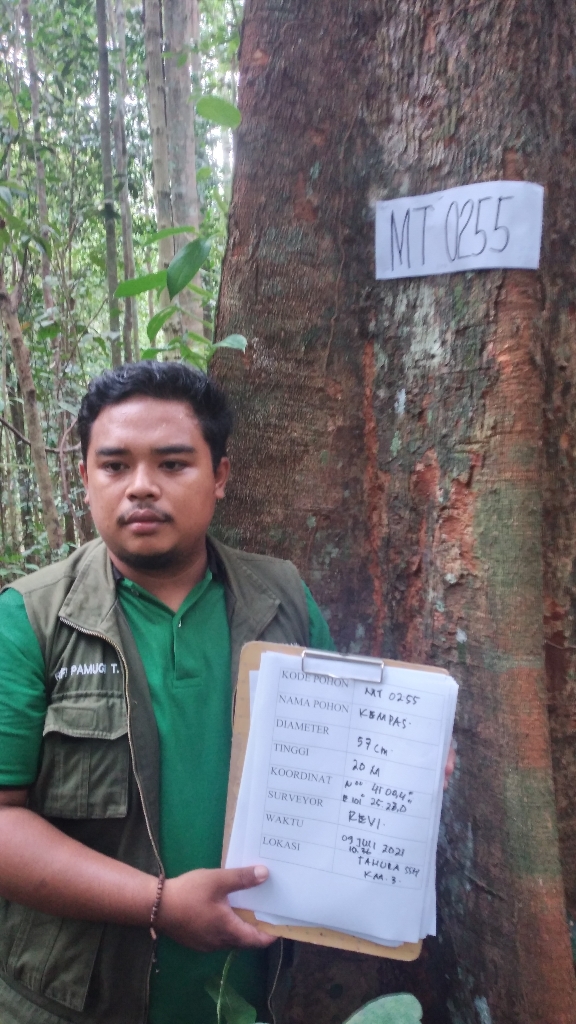 MT 0255
PAMUGI T.
KODE POHON MT 0255
NAMA POHON KEMPAS
DIAMETER 57 cm
TINGGI 20 M
KOORDINAT
SURVEYOR REVI
WAKTU 09 JULI 2021
LOKASI TAHURA SSH
KM. 3